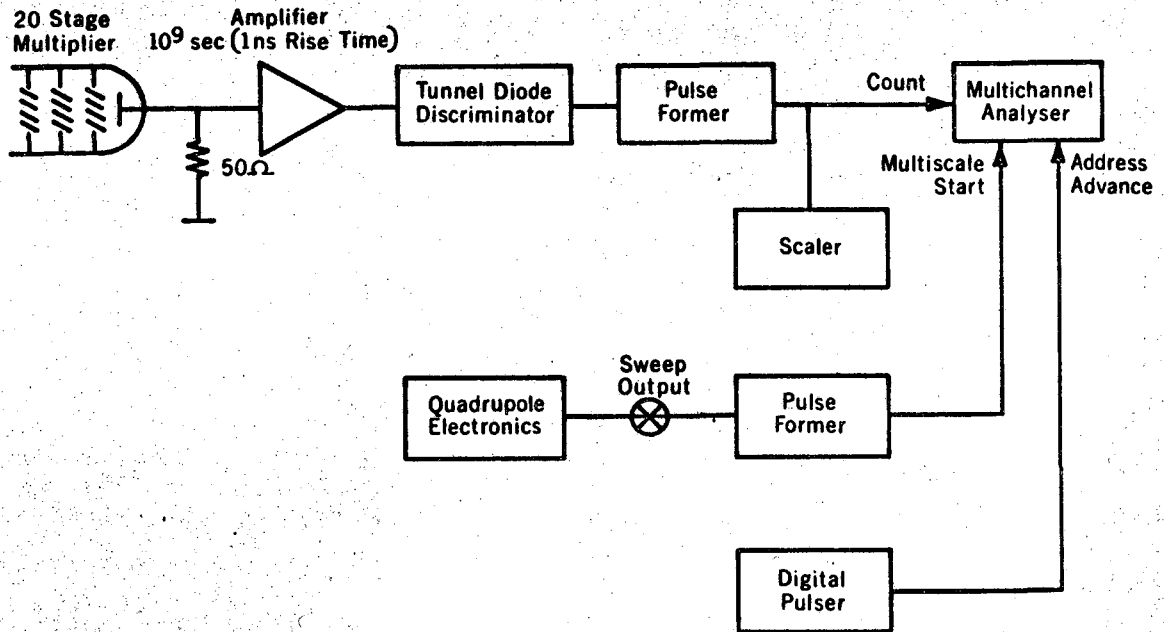 20 Stage
Multiplier
Amplifier
10⁹ sec (1ns Rise Time)
50Ω
Tunnel Diode
Discriminator
Pulse
Former
Count
Multichannel
Analyser
Multiscale
Start
Address
Advance
Scaler
Quadrupole
Electronics
Sweep
Output
Pulse
Former
Digital
Pulser